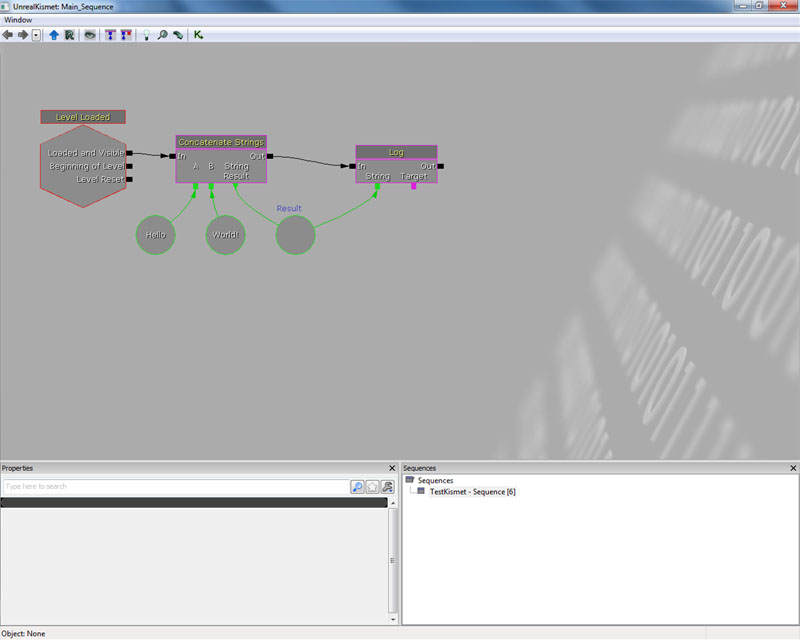 UnrealKismet: Main_Sequence
Window
Level Loaded
Loaded and Visible
Beginning of Level
Level Reset
Concatenate Strings
In Out
A B String
Result
Log
In Out
String Target
Result
Hello
World!
Properties
Type here to search
Sequences
Sequences
TestKismet - Sequence [6]
Object: None